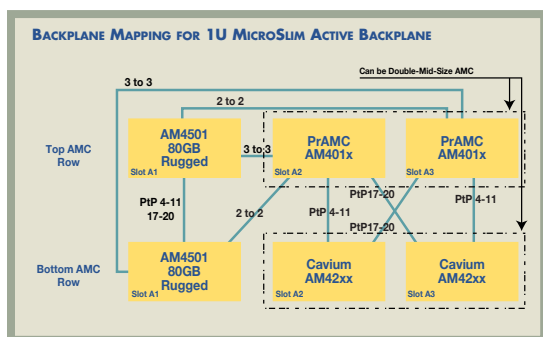 BACKPLANE MAPPING FOR 1U MICROSLIM ACTIVE BACKPLANE
Can be Double-Mid-Size AMC
3 to 3
2 to 2
Top AMC
Row
AM4501
80GB
Rugged
Slot A1
3 to 3
PrAMC
AM401x
Slot A2
PrAMC
AM401x
Slot A3
PtP 4-11
17-20
2 to 2
PtP 4-11
PtP17-20
PtP17-20
PtP 4-11
Bottom AMC
Row
AM4501
80GB
Rugged
Slot A1
Cavium
AM42xx
Slot A2
Cavium
AM42xx
Slot A3